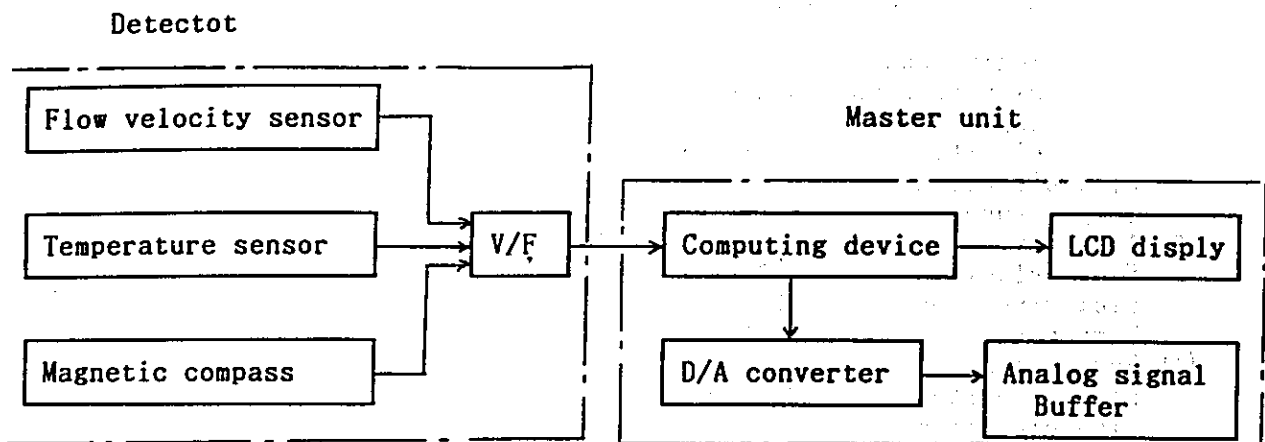 Detectot
Flow velocity sensor
Master unit
Temperature sensor
V/F
Computing device
LCD disply
Magnetic compass
D/A converter
Analog signal
Buffer